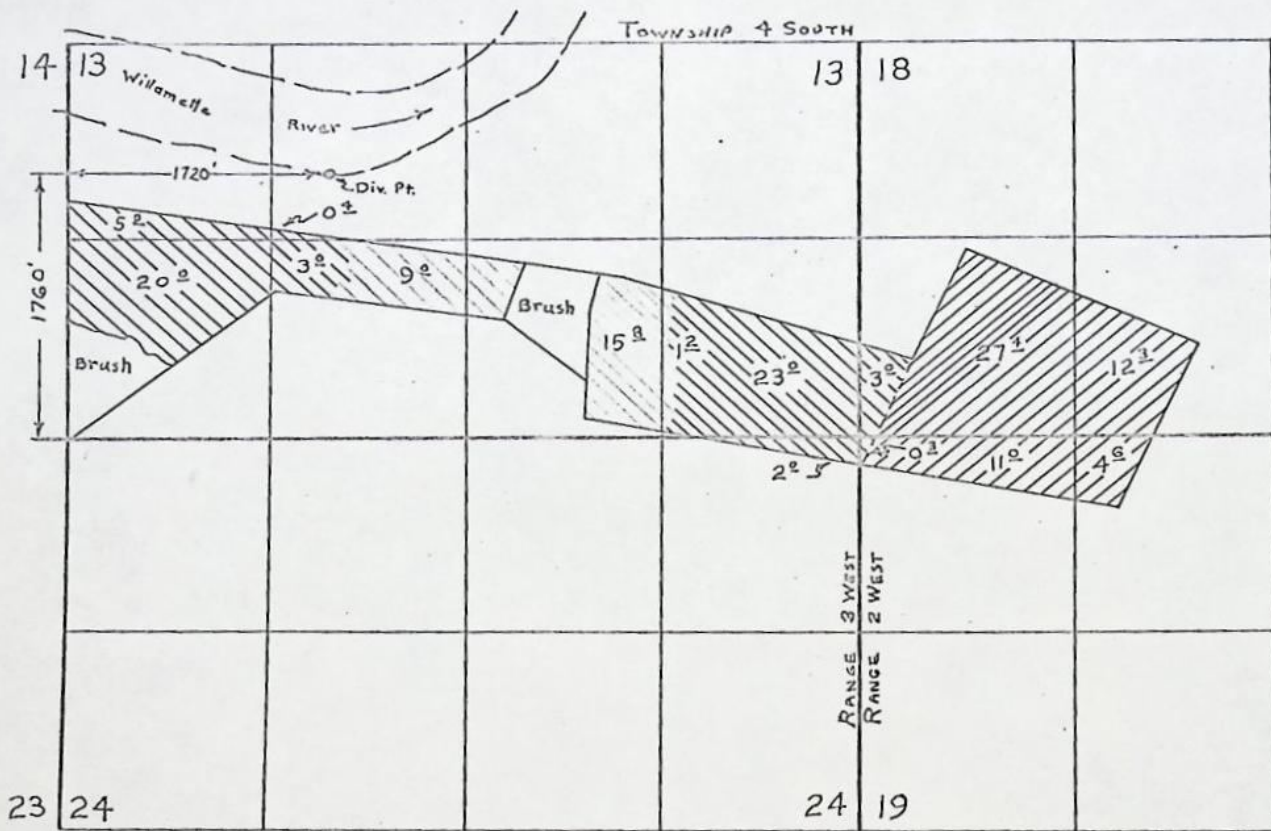 TOWNSHIP 4 SOUTH
14 13
13 18
Willamette
River
1720'
Div. Pt.
0 4
5 2
20 0
3 0
9 0
Brush
Brush
15 8
1 2
23 0
3 0
27 4
12 3
1760'
2 0
0 3
11 0
4 6
RANGE 3 WEST
RANGE 2 WEST
23 24
24 19